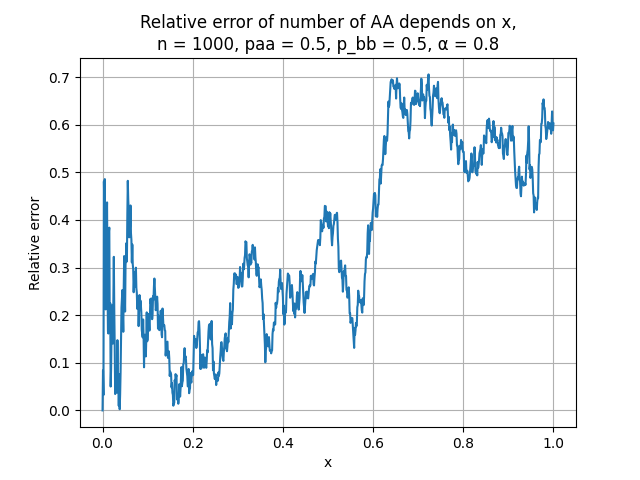 Relative error of number of AA depends on x,
n = 1000, paa = 0.5, p_bb = 0.5, α = 0.8
0.7
0.6
0.5
0.4
0.3
0.2
0.1
0.0
Relative error
0.0 0.2 0.4 0.6 0.8 1.0
x